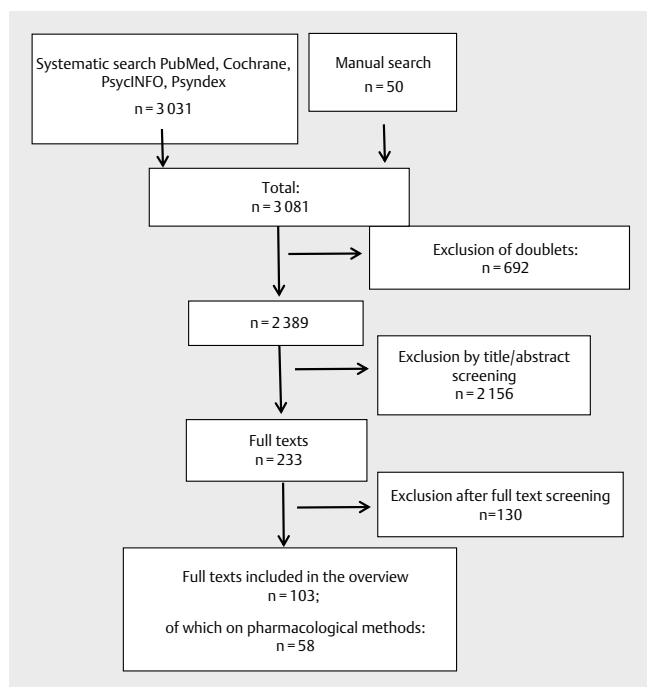 Systematic search PubMed, Cochrane,
PsycINFO, Psyndex
n = 3 031
Manual search
n = 50
Total:
n = 3 081
Exclusion of doublets:
n = 692
n = 2 389
Exclusion by title/abstract
screening
n = 2 156
Full texts
n = 233
Exclusion after full text screening
n=130
Full texts included in the overview
n = 103;
of which on pharmacological methods:
n = 58